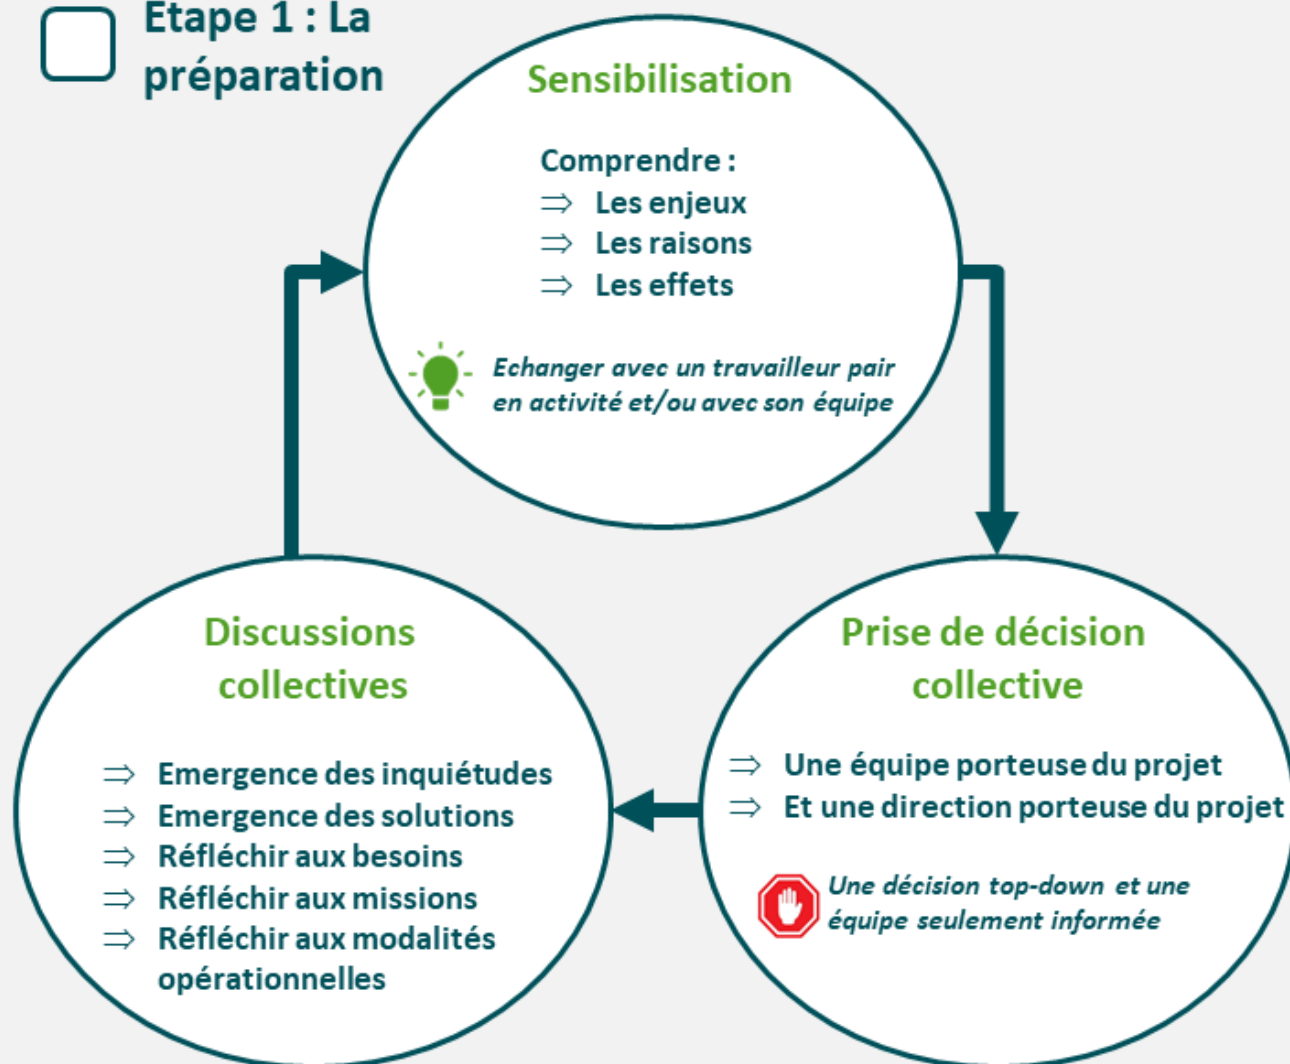 Etape 1 : La
préparation
Sensibilisation
Comprendre :
⇒ Les enjeux
⇒ Les raisons
⇒ Les effets
Echanger avec un travailleur pair
en activité et/ou avec son équipe
Prise de décision
collective
⇒ Une équipe porteuse du projet
⇒ Et une direction porteuse du projet
Une décision top-down et une
équipe seulement informée
Discussions
collectives
⇒ Emergence des inquiétudes
⇒ Emergence des solutions
⇒ Réfléchir aux besoins
⇒ Réfléchir aux missions
⇒ Réfléchir aux modalités
opérationnelles